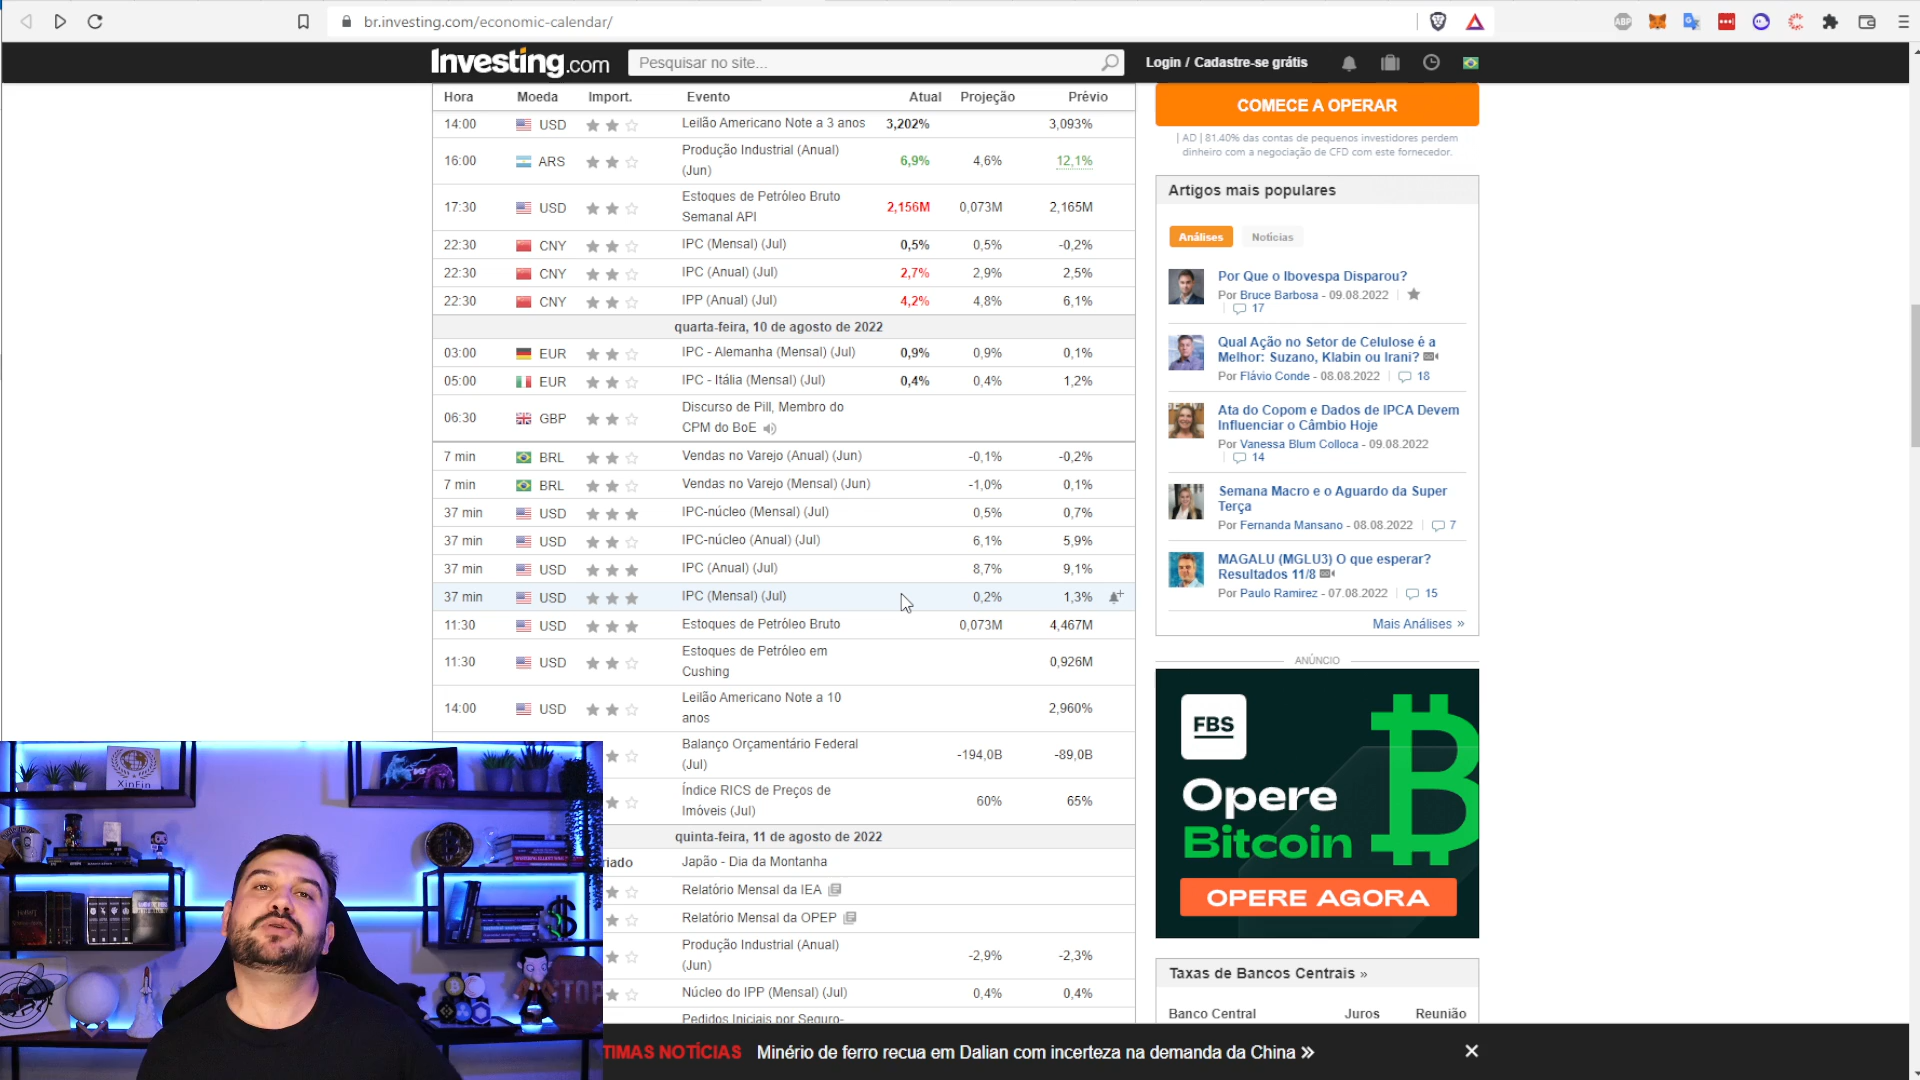 br.investing.com/economic-calendar/
ABP
Investing.com
Pesquisar no site...
Login / Cadastre-se grátis
Hora Moeda Import. Evento Atual Projeção Prévio
14:00 USD Leilão Americano Note a 3 anos 3,202% 3,093%
16:00 ARS Produção Industrial (Anual) (Jun) 6,9% 4,6% 12,1%
17:30 USD Estoques de Petróleo Bruto Semanal API 2,156M 0,073M 2,165M
22:30 CNY IPC (Mensal) (Jul) 0,5% 0,5% -0,2%
22:30 CNY IPC (Anual) (Jul) 2,7% 2,9% 2,5%
22:30 CNY IPP (Anual) (Jul) 4,2% 4,8% 6,1%
quarta-feira, 10 de agosto de 2022
03:00 EUR IPC - Alemanha (Mensal) (Jul) 0,9% 0,9% 0,1%
05:00 EUR IPC - Itália (Mensal) (Jul) 0,4% 0,4% 1,2%
06:30 GBP Discurso de Pill, Membro do CPM do BoE
7 min BRL Vendas no Varejo (Anual) (Jun) -0,1% -0,2%
7 min BRL Vendas no Varejo (Mensal) (Jun) -1,0% 0,1%
37 min USD IPC-núcleo (Mensal) (Jul) 0,5% 0,7%
37 min USD IPC-núcleo (Anual) (Jul) 6,1% 5,9%
37 min USD IPC (Anual) (Jul) 8,7% 9,1%
37 min USD IPC (Mensal) (Jul) 0,2% 1,3%
11:30 USD Estoques de Petróleo Bruto 0,073M 4,467M
11:30 USD Estoques de Petróleo em Cushing 0,926M
14:00 USD Leilão Americano Note a 10 anos 2,960%
Balanço Orçamentário Federal (Jul) -194,0B -89,0B
Índice RICS de Preços de Imóveis (Jul) 60% 65%
quinta-feira, 11 de agosto de 2022
riado Japão - Dia da Montanha
Relatório Mensal da IEA
Relatório Mensal da OPEP
Produção Industrial (Anual) (Jun) -2,9% -2,3%
Núcleo do IPP (Mensal) (Jul) 0,4% 0,4%
Pedidos Iniciais por Seguro-
COMECE A OPERAR
| AD | 81.40% das contas de pequenos investidores perdem
dinheiro com a negociação de CFD com este fornecedor.
Artigos mais populares
Análises Notícias
Por Que o Ibovespa Disparou?
Por Bruce Barbosa - 09.08.2022
17
Qual Ação no Setor de Celulose é a
Melhor: Suzano, Klabin ou Irani?
Por Flávio Conde - 08.08.2022 18
Ata do Copom e Dados de IPCA Devem
Influenciar o Câmbio Hoje
Por Vanessa Blum Colloca - 09.08.2022
14
Semana Macro e o Aguardo da Super
Terça
Por Fernanda Mansano - 08.08.2022 7
MAGALU (MGLU3) O que esperar?
Resultados 11/8
Por Paulo Ramirez - 07.08.2022 15
Mais Análises »
ANÚNCIO
FBS
Opere
Bitcoin
OPERE AGORA
Taxas de Bancos Centrais »
Banco Central Juros Reunião
XinFin
STOP
TIMAS NOTÍCIAS Minério de ferro recua em Dalian com incerteza na demanda da China »